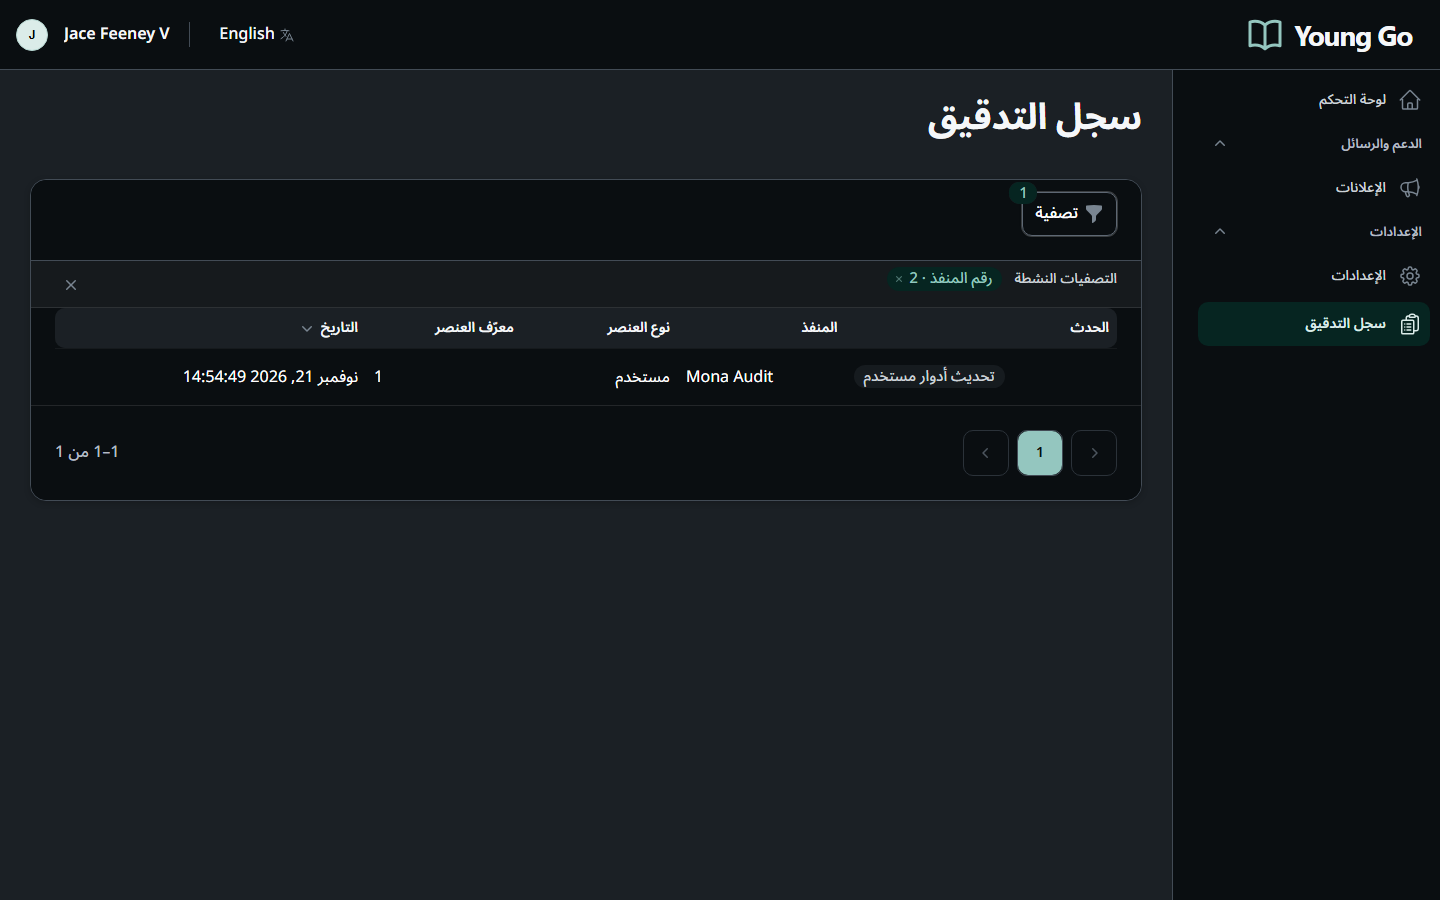 Young Go
English
Jace Feeney V
J
لوحة التحكم
الدعم والرسائل
الإعلانات
الإعدادات
الإعدادات
سجل التدقيق
سجل التدقيق
تصفية
1
التصفيات النشطة رقم المنفذ · 2 ×
الحدث المنفذ نوع العنصر معرّف العنصر التاريخ
تحديث أدوار مستخدم Mona Audit مستخدم 1 نوفمبر 21, 2026 14:54:49
1
1–1 من 1